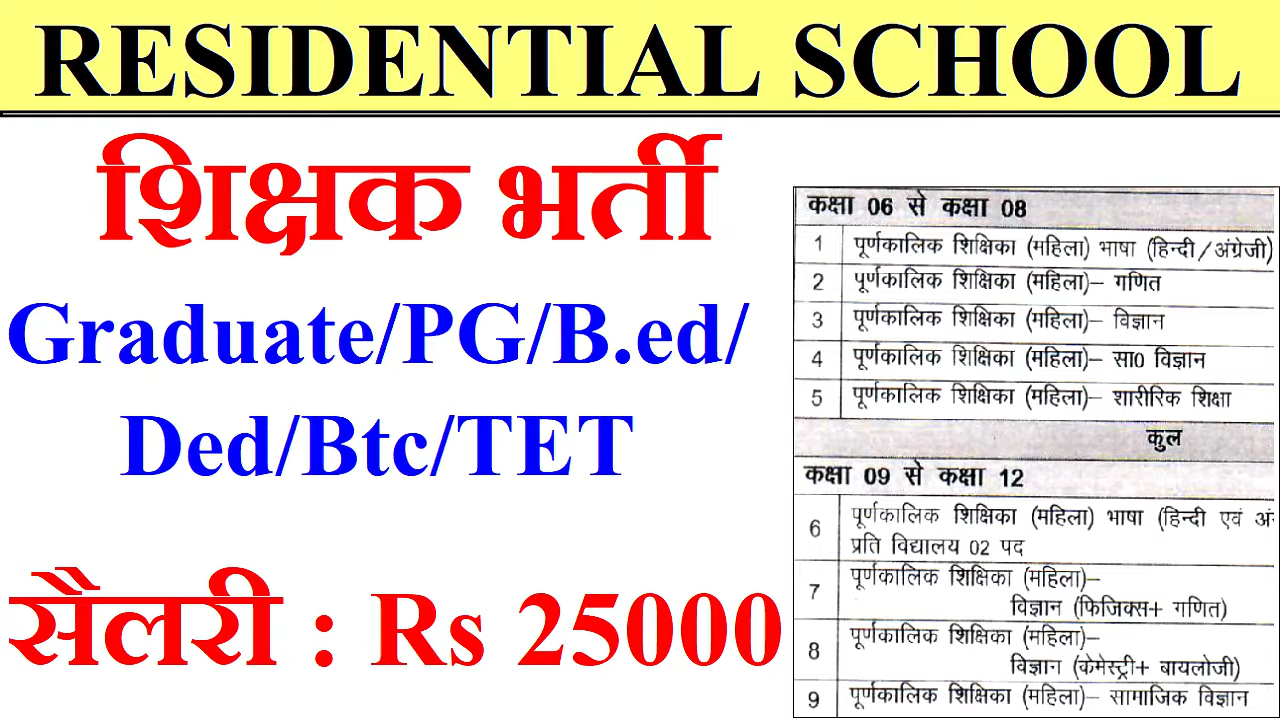 RESIDENTIAL SCHOOL
शिक्षक भर्ती
Graduate/PG/B.ed/
Ded/Btc/TET
सैलरी : Rs 25000
कक्षा 06 से कक्षा 08
1 पूर्णकालिक शिक्षिका (महिला) भाषा (हिन्दी/अंग्रेजी)
2 पूर्णकालिक शिक्षिका (महिला)– गणित
3 पूर्णकालिक शिक्षिका (महिला)– विज्ञान
4 पूर्णकालिक शिक्षिका (महिला)– सा0 विज्ञान
5 पूर्णकालिक शिक्षिका (महिला)– शारीरिक शिक्षा
कुल
कक्षा 09 से कक्षा 12
6 पूर्णकालिक शिक्षिका (महिला) भाषा (हिन्दी एवं
प्रति विद्यालय 02 पद
7 पूर्णकालिक शिक्षिका (महिला)–
विज्ञान (फिजिक्स+ गणित)
8 पूर्णकालिक शिक्षिका (महिला)–
विज्ञान (केमेस्ट्री+ बायलोजी)
9 पूर्णकालिक शिक्षिका (महिला)– सामाजिक विज्ञान